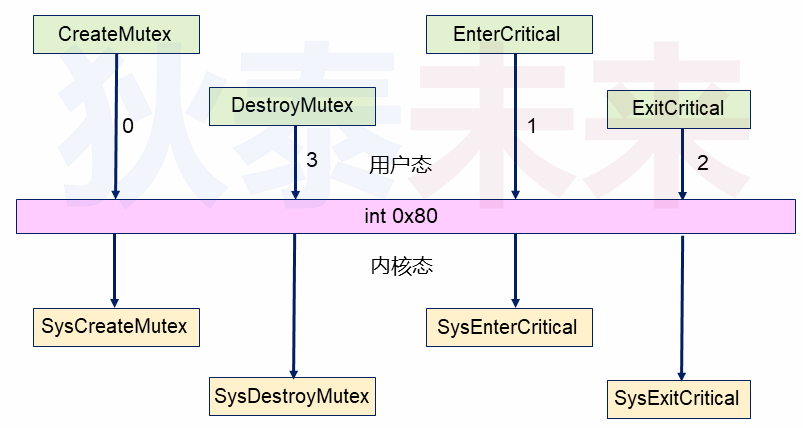 CreateMutex
EnterCritical
DestroyMutex
ExitCritical
0
1
3
2
用户态
int 0x80
内核态
SysCreateMutex
SysEnterCritical
SysDestroyMutex
SysExitCritical
狄泰未来